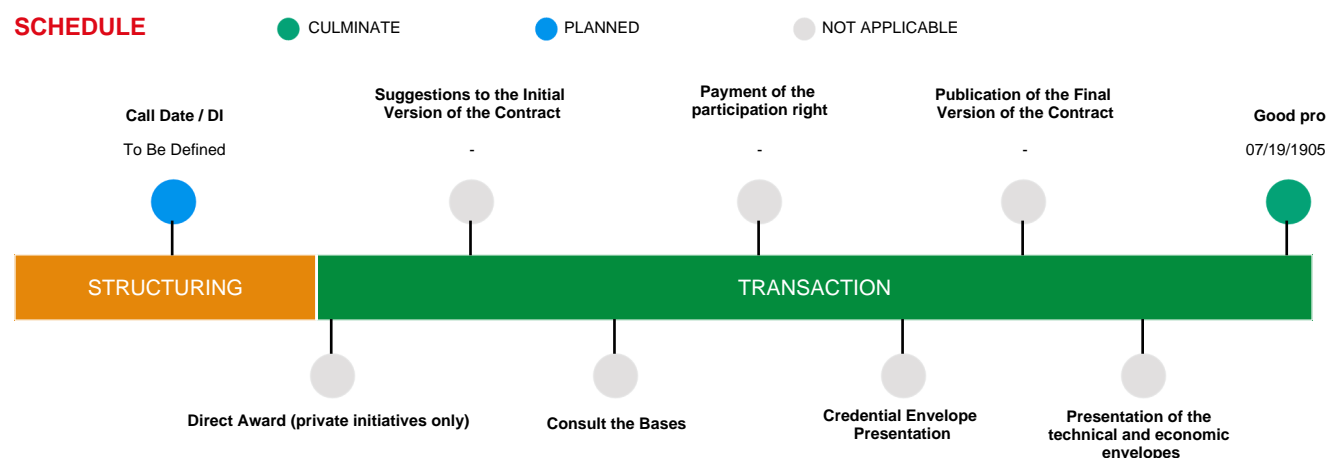 SCHEDULE
CULMINATE
PLANNED
NOT APPLICABLE
Call Date / DI
To Be Defined
Suggestions to the Initial
Version of the Contract
-
Payment of the
participation right
-
Publication of the Final
Version of the Contract
-
Good pro
07/19/1905
STRUCTURING
TRANSACTION
Direct Award (private initiatives only)
Consult the Bases
Credential Envelope
Presentation
Presentation of the
technical and economic
envelopes